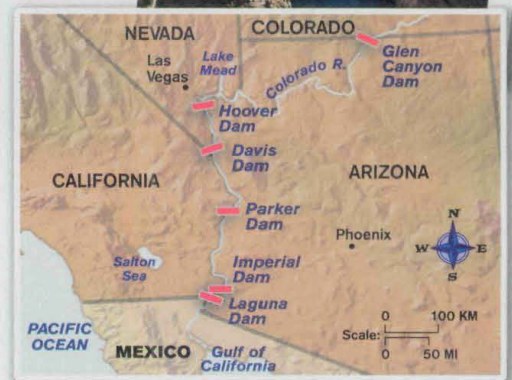 NEVADA
COLORADO
Las
Vegas
Lake
Mead
Colorado R.
Glen
Canyon
Dam
Hoover
Dam
Davis
Dam
CALIFORNIA
ARIZONA
Parker
Dam
Phoenix
N
W
E
S
Salton
Sea
Imperial
Dam
Laguna
Dam
PACIFIC
OCEAN
MEXICO
Gulf of
California
0 100 KM
Scale:
0 50 MI